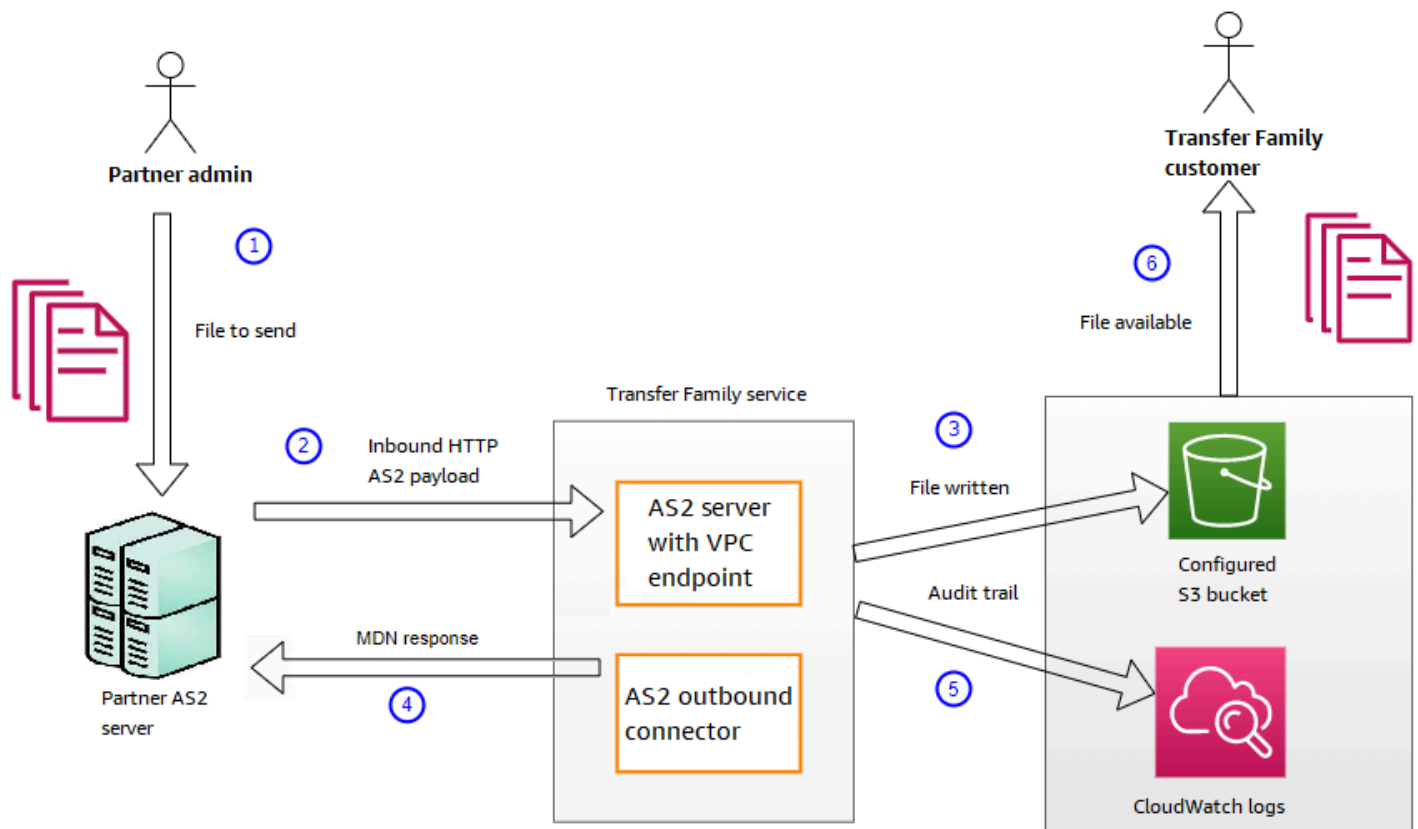 Partner admin
Transfer Family
customer
1
File to send
6
File available
Transfer Family service
2
Inbound HTTP
AS2 payload
3
File written
AS2 server
with VPC
endpoint
Configured
S3 bucket
Audit trail
MDN response
4
AS2 outbound
connector
5
Partner AS2
server
CloudWatch logs